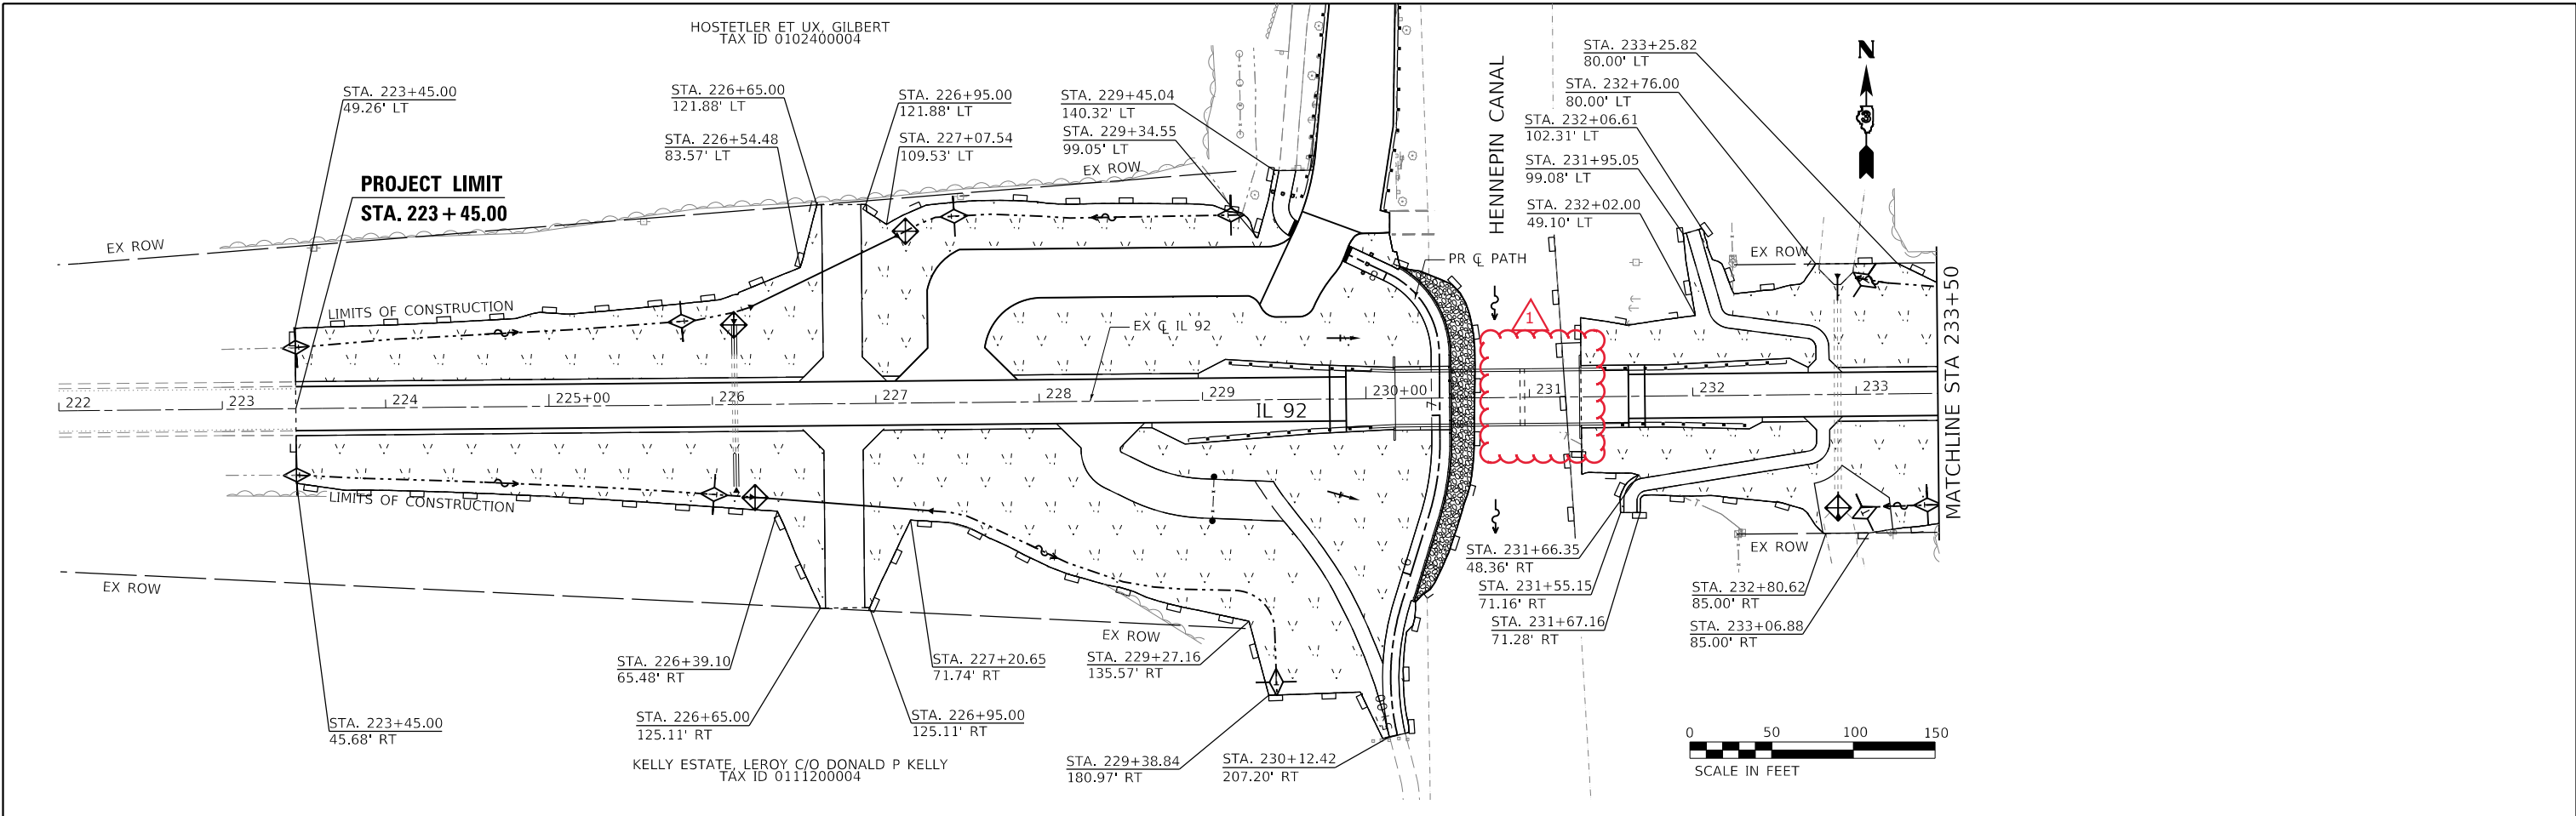 HOSTETLER ET UX, GILBERT
TAX ID 0102400004
STA. 223+45.00
49.26' LT
PROJECT LIMIT
STA. 223+45.00
STA. 226+65.00
121.88' LT
STA. 226+54.48
83.57' LT
STA. 226+95.00
121.88' LT
STA. 227+07.54
109.53' LT
STA. 229+45.04
140.32' LT
STA. 229+34.55
99.05' LT
EX ROW
EX ROW
HENNEPIN CANAL
STA. 233+25.82
80.00' LT
STA. 232+76.00
80.00' LT
STA. 232+06.61
102.31' LT
STA. 231+95.05
99.08' LT
STA. 232+02.00
49.10' LT
N
3
EX ROW
PR ℄ PATH
LIMITS OF CONSTRUCTION
EX ℄ IL 92
1
8
7
6
222
223
224
225+00
226
227
228
229
230+00
231
232
233
IL 92
MATCHLINE STA 233+50
LIMITS OF CONSTRUCTION
EX ROW
EX ROW
EX ROW
STA. 231+66.35
48.36' RT
STA. 231+55.15
71.16' RT
STA. 231+67.16
71.28' RT
STA. 232+80.62
85.00' RT
STA. 233+06.88
85.00' RT
STA. 223+45.00
45.68' RT
STA. 226+39.10
65.48' RT
STA. 226+65.00
125.11' RT
STA. 227+20.65
71.74' RT
STA. 226+95.00
125.11' RT
STA. 229+27.16
135.57' RT
STA. 229+38.84
180.97' RT
STA. 230+12.42
207.20' RT
1
KELLY ESTATE, LEROY C/O DONALD P KELLY
TAX ID 0111200004
0 50 100 150
SCALE IN FEET